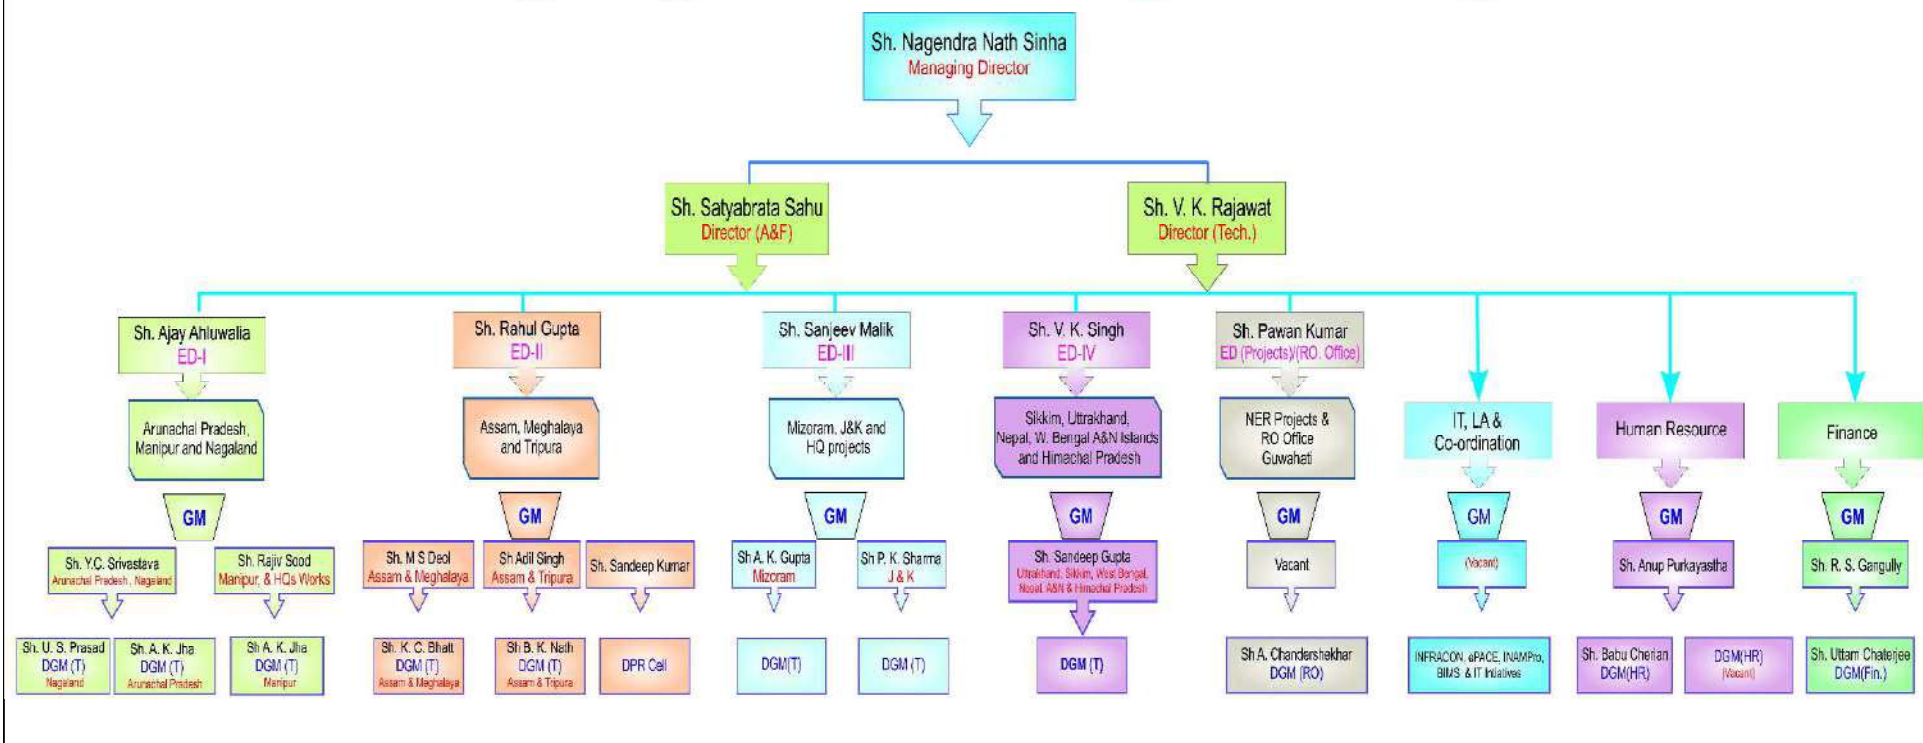 Sh. Nagendra Nath Sinha
Managing Director
Sh. Satyabrata Sahu
Director (A&F)
Sh. V. K. Rajawat
Director (Tech.)
Sh. Ajay Ahluwalia
ED-I
Sh. Rahul Gupta
ED-II
Sh. Sanjeev Malik
ED-III
Sh. V. K. Singh
ED-IV
Sh. Pawan Kumar
ED (Projects)/(RO. Office)
Arunachal Pradesh,
Manipur and Nagaland
Assam, Meghalaya
and Tripura
Mizoram, J&K and
HQ projects
Sikkim, Uttrakhand,
Nepal, W. Bengal A&N Islands
and Himachal Pradesh
NER Projects &
RO Office
Guwahati
IT, LA &
Co-ordination
Human Resource
Finance
GM
GM
GM
GM
GM
GM
GM
GM
Sh. Y.C. Srivastava
Arunachal Pradesh, Nagaland
Sh. Rajiv Sood
Manipur, & HQs Works
Sh. M S Deol
Assam & Meghalaya
Sh Adil Singh
Assam & Tripura
Sh. Sandeep Kumar
Sh A. K. Gupta
Mizoram
Sh P. K. Sharma
J & K
Sh. Sandeep Gupta
Uttrakhand, Sikkim, West Bengal,
Nepal, A&N & Himachal Pradesh
Vacant
(Vacant)
Sh. Anup Purkayastha
Sh. R. S. Gangully
Sh. U. S. Prasad
DGM (T)
Nagaland
Sh. A. K. Jha
DGM (T)
Arunachal Pradesh
Sh A. K. Jha
DGM (T)
Manipur
Sh. K. C. Bhatt
DGM (T)
Assam & Meghalaya
Sh B. K. Nath
DGM (T)
Assam & Tripura
DPR Cell
DGM(T)
DGM (T)
DGM (T)
Sh A. Chandershekhar
DGM (RO)
INFRACON, ePACE, INAMPro,
BIMS & IT Initiatives
Sh. Babu Cherian
DGM(HR)
DGM(HR)
(Vacant)
Sh. Uttam Chaterjee
DGM(Fin.)